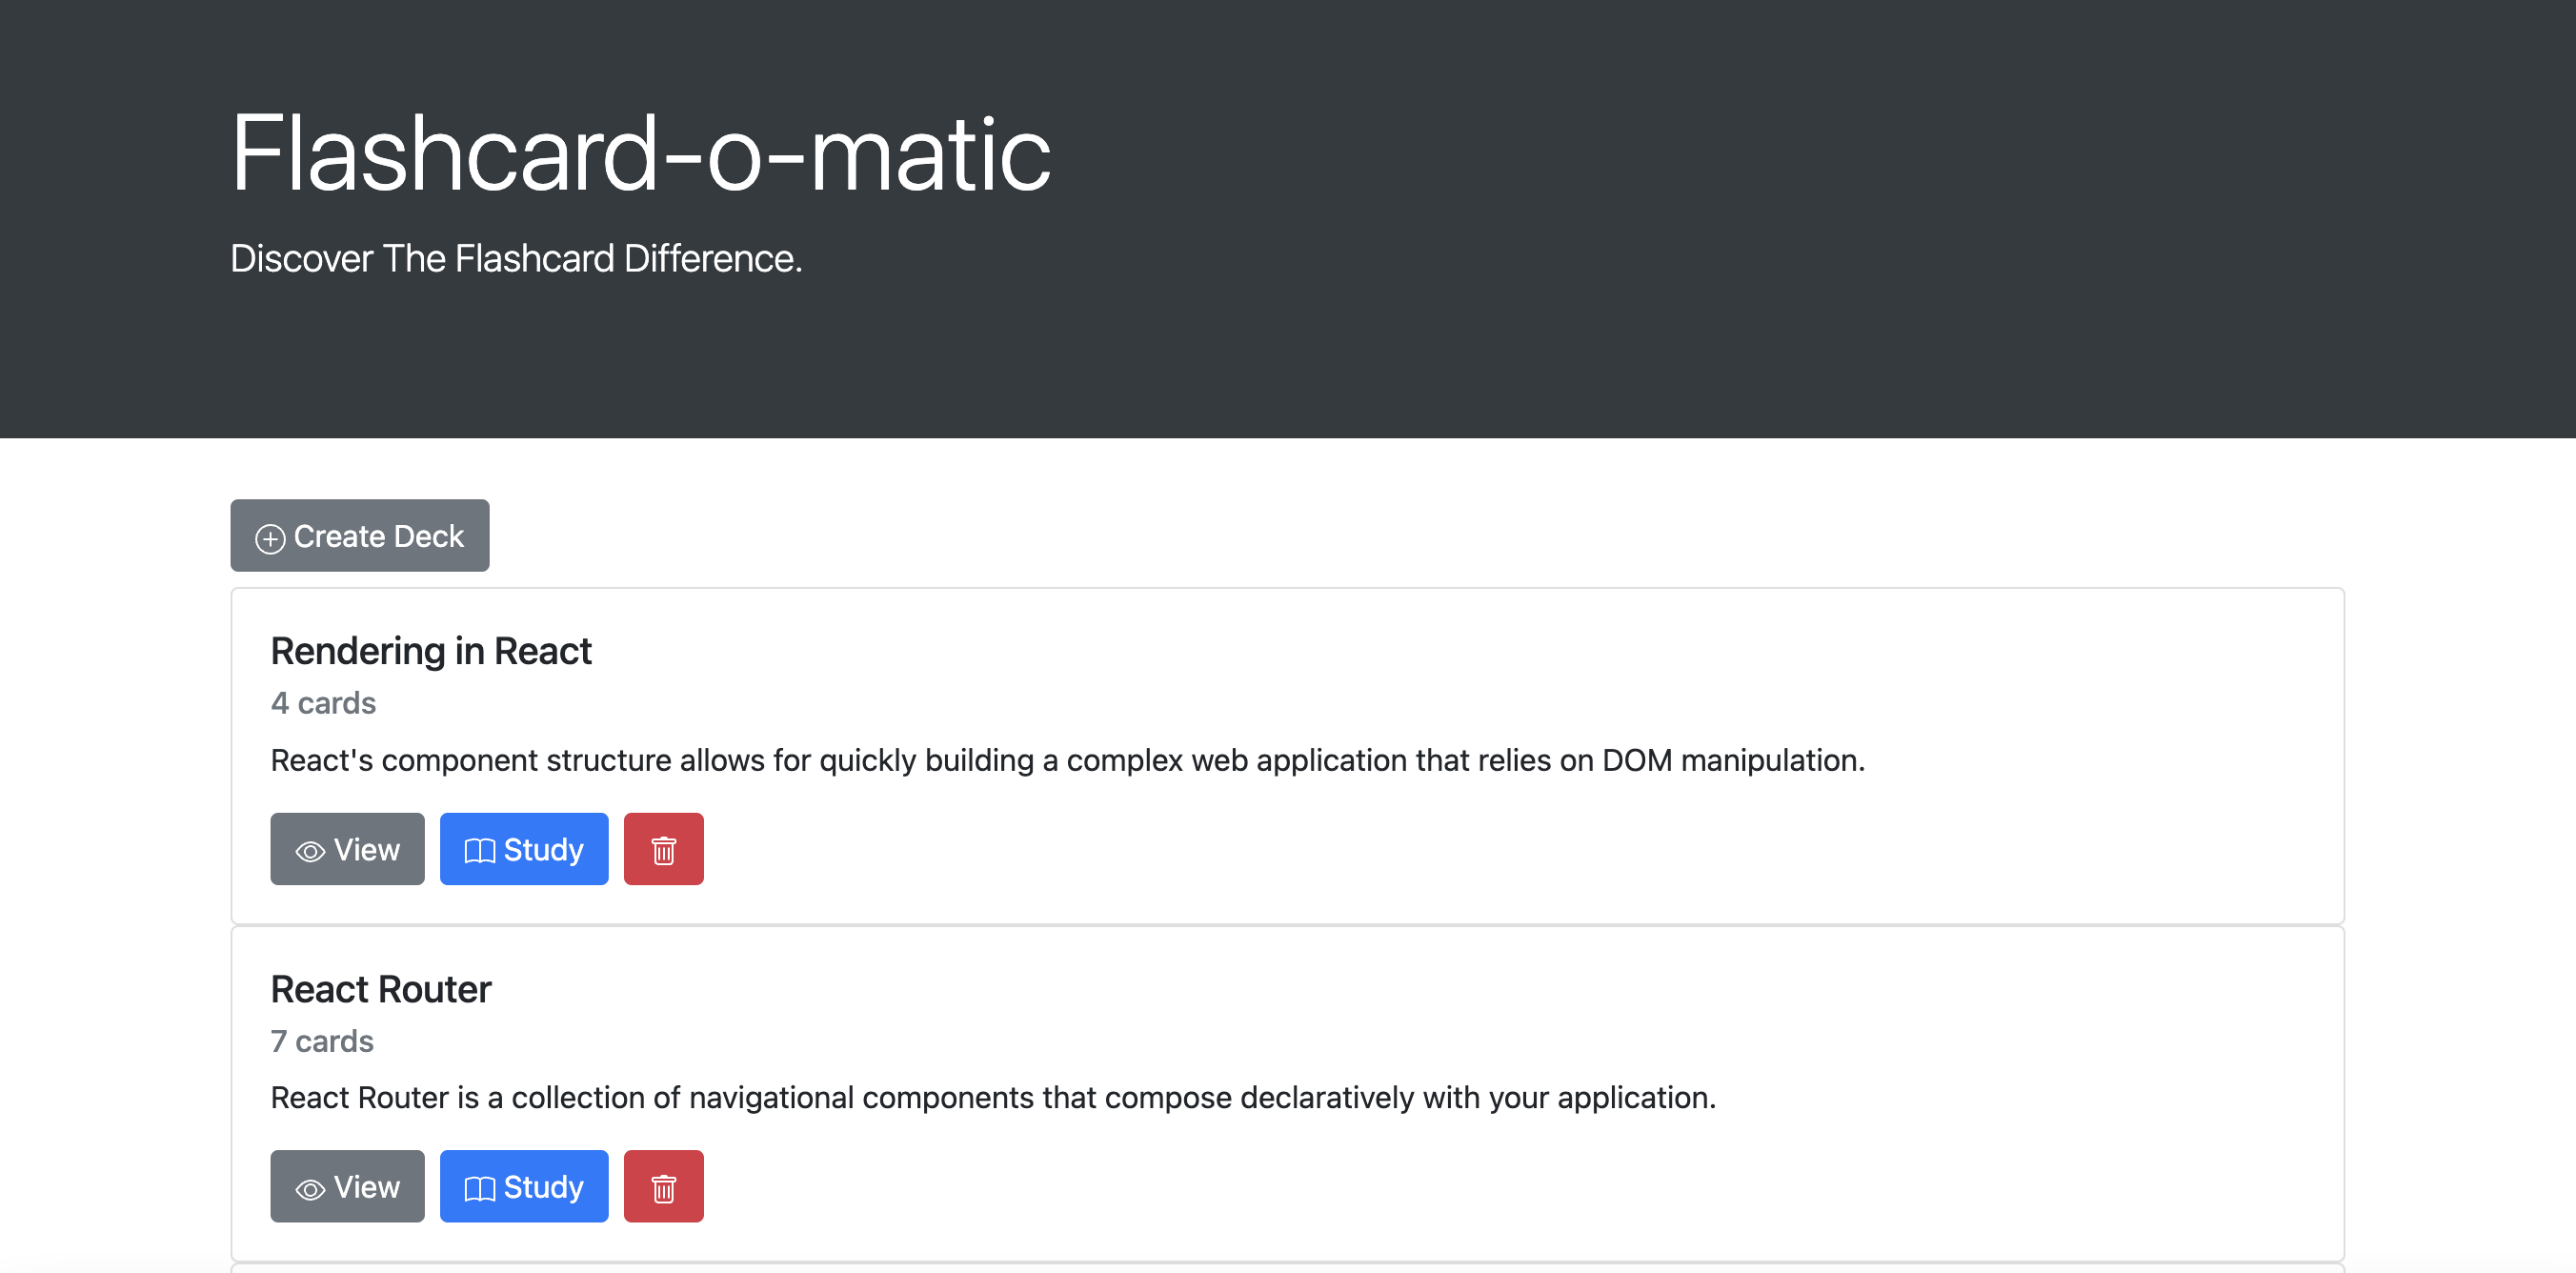 Flashcard-o-matic
Discover The Flashcard Difference.
Create Deck
Rendering in React
4 cards
React's component structure allows for quickly building a complex web application that relies on DOM manipulation.
View Study
React Router
7 cards
React Router is a collection of navigational components that compose declaratively with your application.
View Study